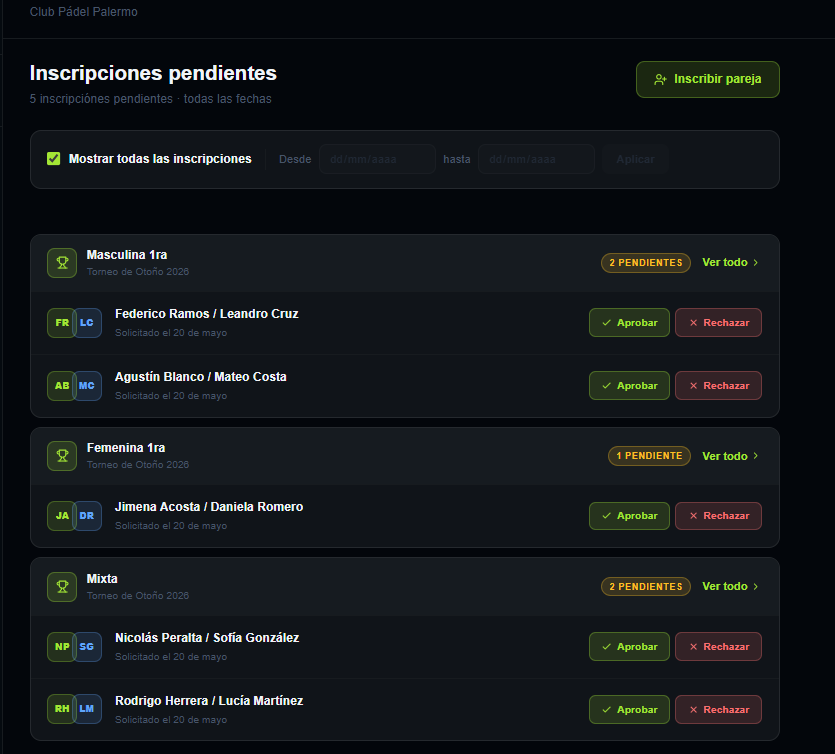 Club Pádel Palermo
Inscripciones pendientes
Inscribir pareja
5 inscripciónes pendientes · todas las fechas
Mostrar todas las inscripciones
Desde
dd/mm/aaaa
hasta
dd/mm/aaaa
Aplicar
Masculina 1ra
Torneo de Otoño 2026
2 PENDIENTES
Ver todo
FR
LC
Federico Ramos / Leandro Cruz
Solicitado el 20 de mayo
Aprobar
Rechazar
AB
MC
Agustín Blanco / Mateo Costa
Solicitado el 20 de mayo
Aprobar
Rechazar
Femenina 1ra
Torneo de Otoño 2026
1 PENDIENTE
Ver todo
JA
DR
Jimena Acosta / Daniela Romero
Solicitado el 20 de mayo
Aprobar
Rechazar
Mixta
Torneo de Otoño 2026
2 PENDIENTES
Ver todo
NP
SG
Nicolás Peralta / Sofía González
Solicitado el 20 de mayo
Aprobar
Rechazar
RH
LM
Rodrigo Herrera / Lucía Martínez
Solicitado el 20 de mayo
Aprobar
Rechazar